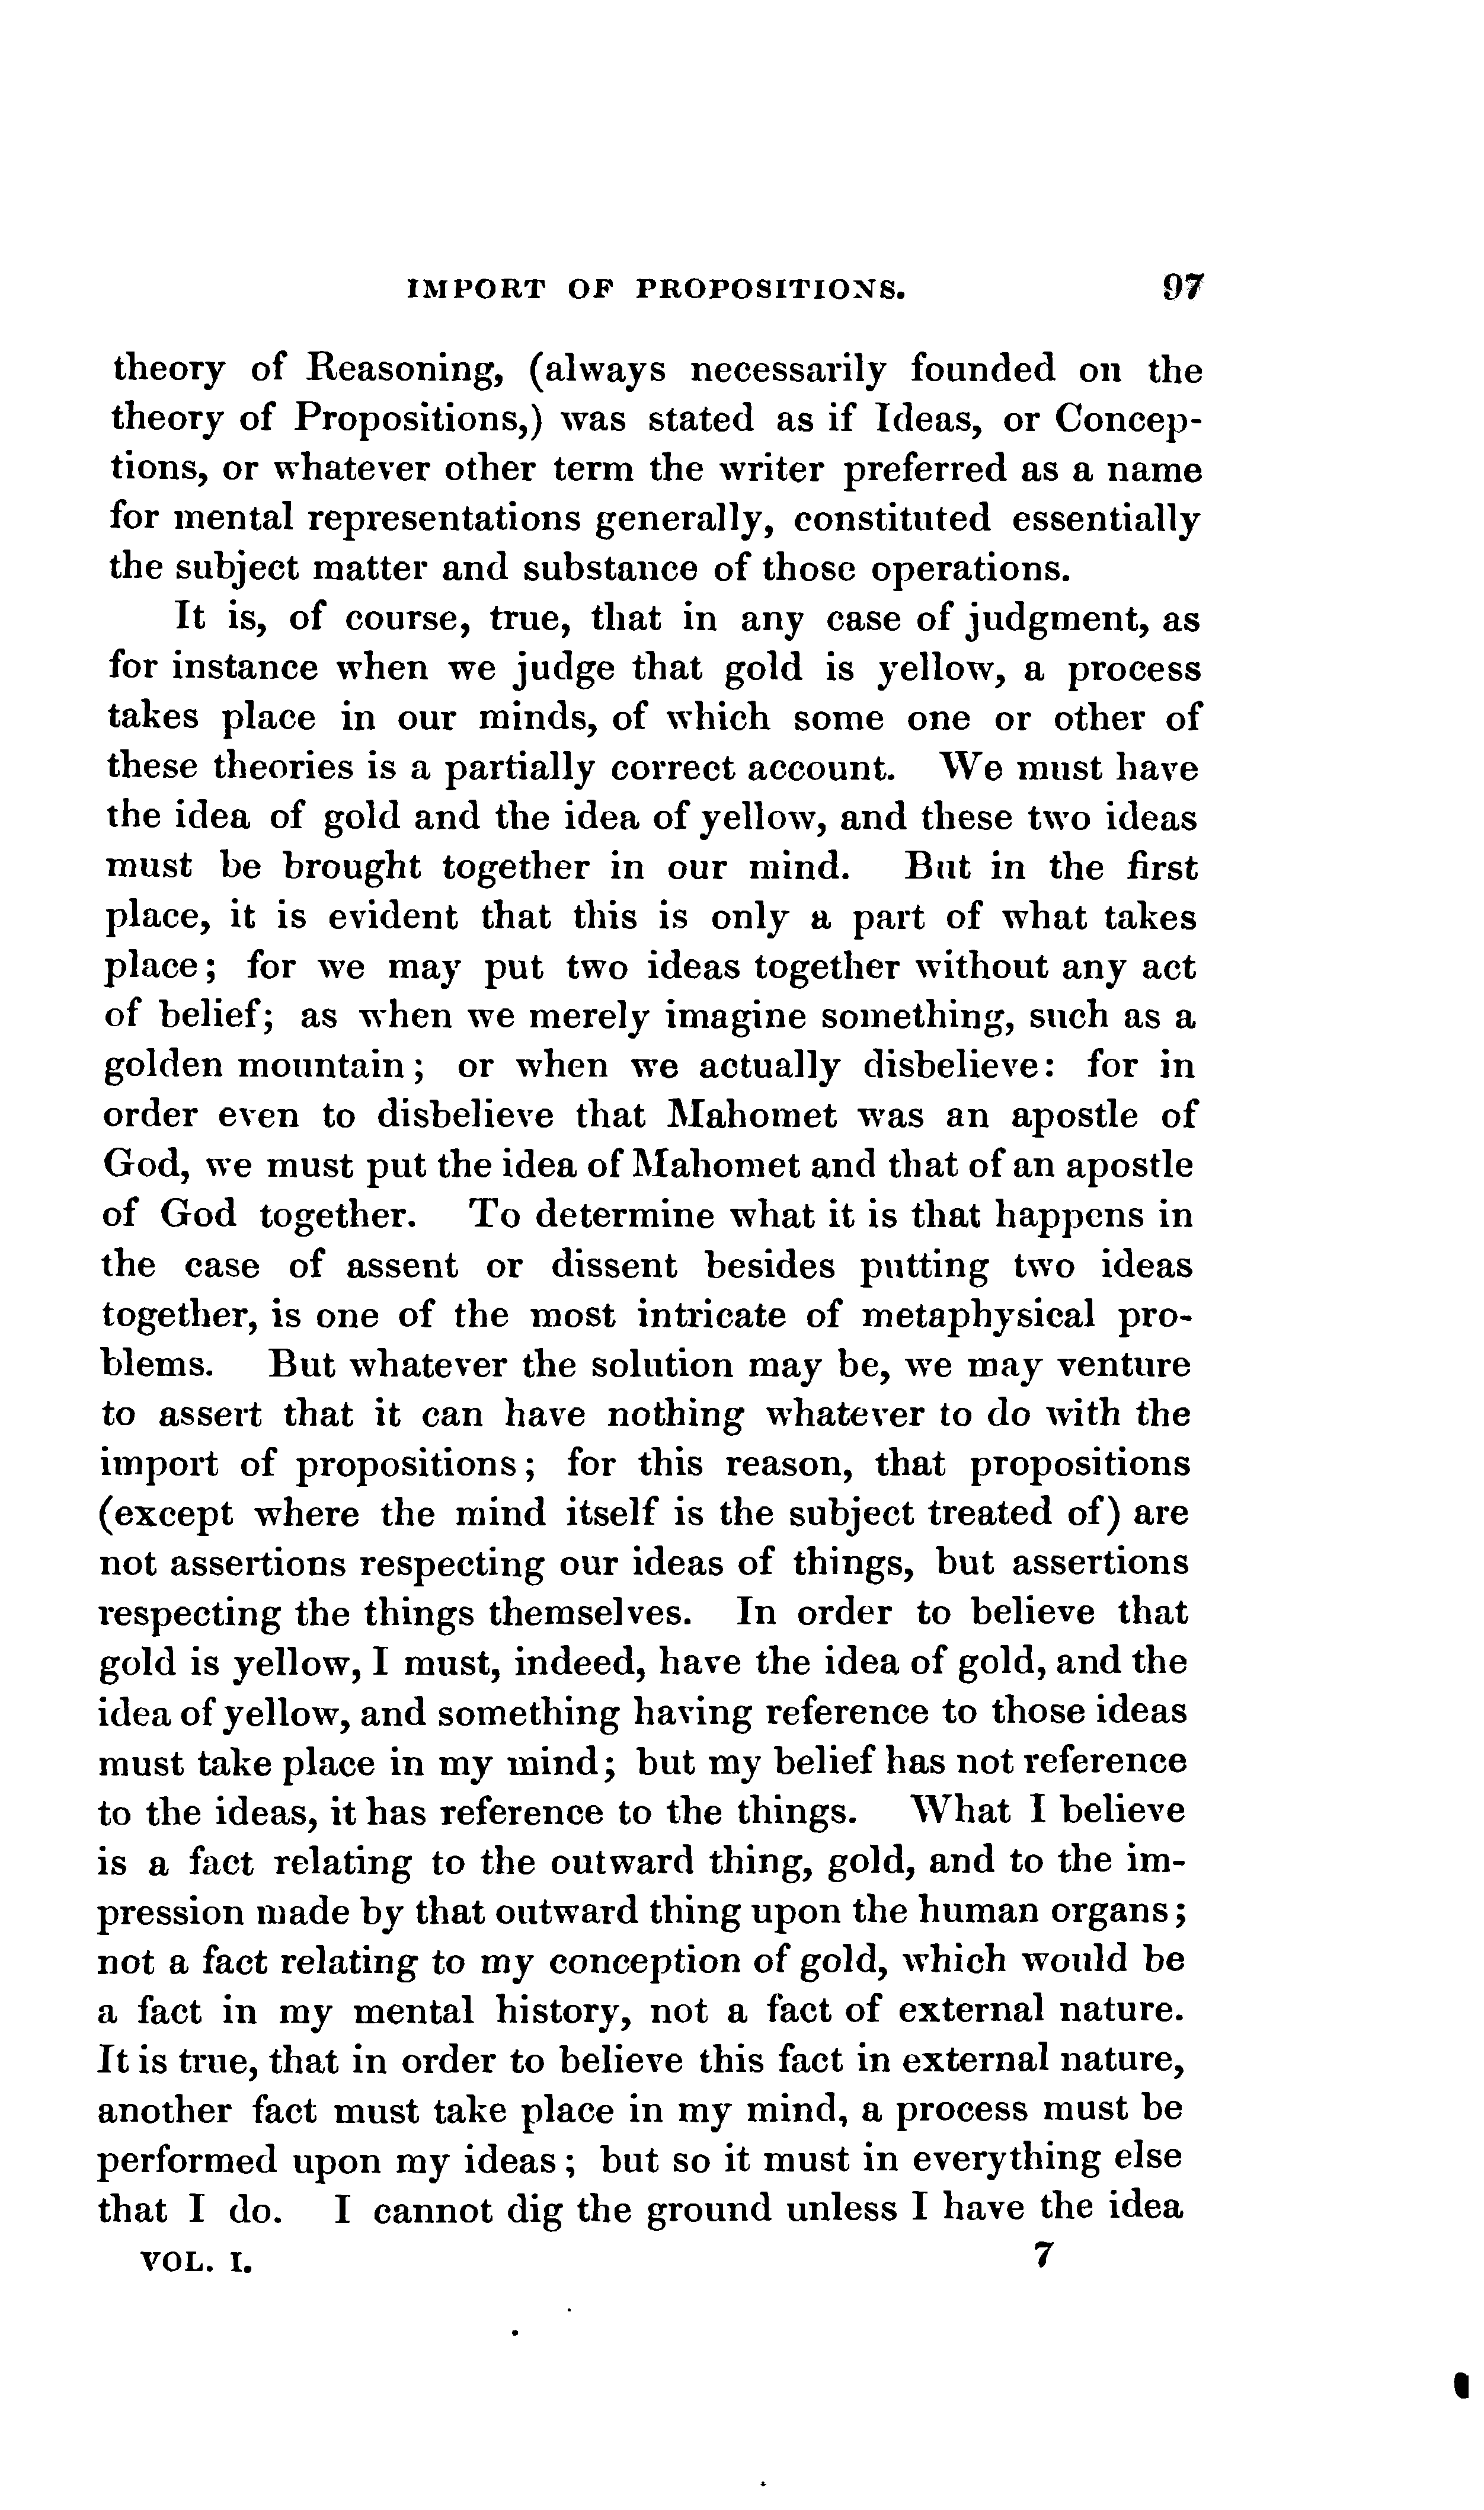 IMPORT OF PROPOSITIONS. 97
theory of Reasoning, (always necessarily founded on the
theory of Propositions,) was stated as if Ideas, or Concep-
tions, or whatever other term the writer preferred as a name
for mental representations generally, constituted essentially
the subject matter and substance of those operations.
It is, of course, true, that in any case of judgment, as
for instance when we judge that gold is yellow, a process
takes place in our minds, of which some one or other of
these theories is a partially correct account. We must have
the idea of gold and the idea of yellow, and these two ideas
must be brought together in our mind. But in the first
place, it is evident that this is only a part of what takes
place; for we may put two ideas together without any act
of belief; as when we merely imagine something, such as a
golden mountain; or when we actually disbelieve: for in
order even to disbelieve that Mahomet was an apostle of
God, we must put the idea of Mahomet and that of an apostle
of God together. To determine what it is that happens in
the case of assent or dissent besides putting two ideas
together, is one of the most intricate of metaphysical pro-
blems. But whatever the solution may be, we may venture
to assert that it can have nothing whatever to do with the
import of propositions; for this reason, that propositions
(except where the mind itself is the subject treated of) are
not assertions respecting our ideas of things, but assertions
respecting the things themselves. In order to believe that
gold is yellow, I must, indeed, have the idea of gold, and the
idea of yellow, and something having reference to those ideas
must take place in my mind; but my belief has not reference
to the ideas, it has reference to the things. What I believe
is a fact relating to the outward thing, gold, and to the im-
pression made by that outward thing upon the human organs;
not a fact relating to my conception of gold, which would be
a fact in my mental history, not a fact of external nature.
It is true, that in order to believe this fact in external nature,
another fact must take place in my mind, a process must be
performed upon my ideas; but so it must in everything else
that I do. I cannot dig the ground unless I have the idea
VOL. I. 7